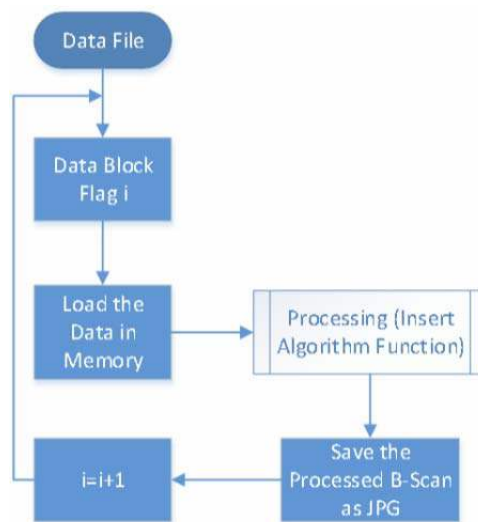 Data File
Data Block
Flag i
Load the
Data in
Memory
Processing (Insert
Algorithm Function)
Save the
Processed B-Scan
as JPG
i=i+1